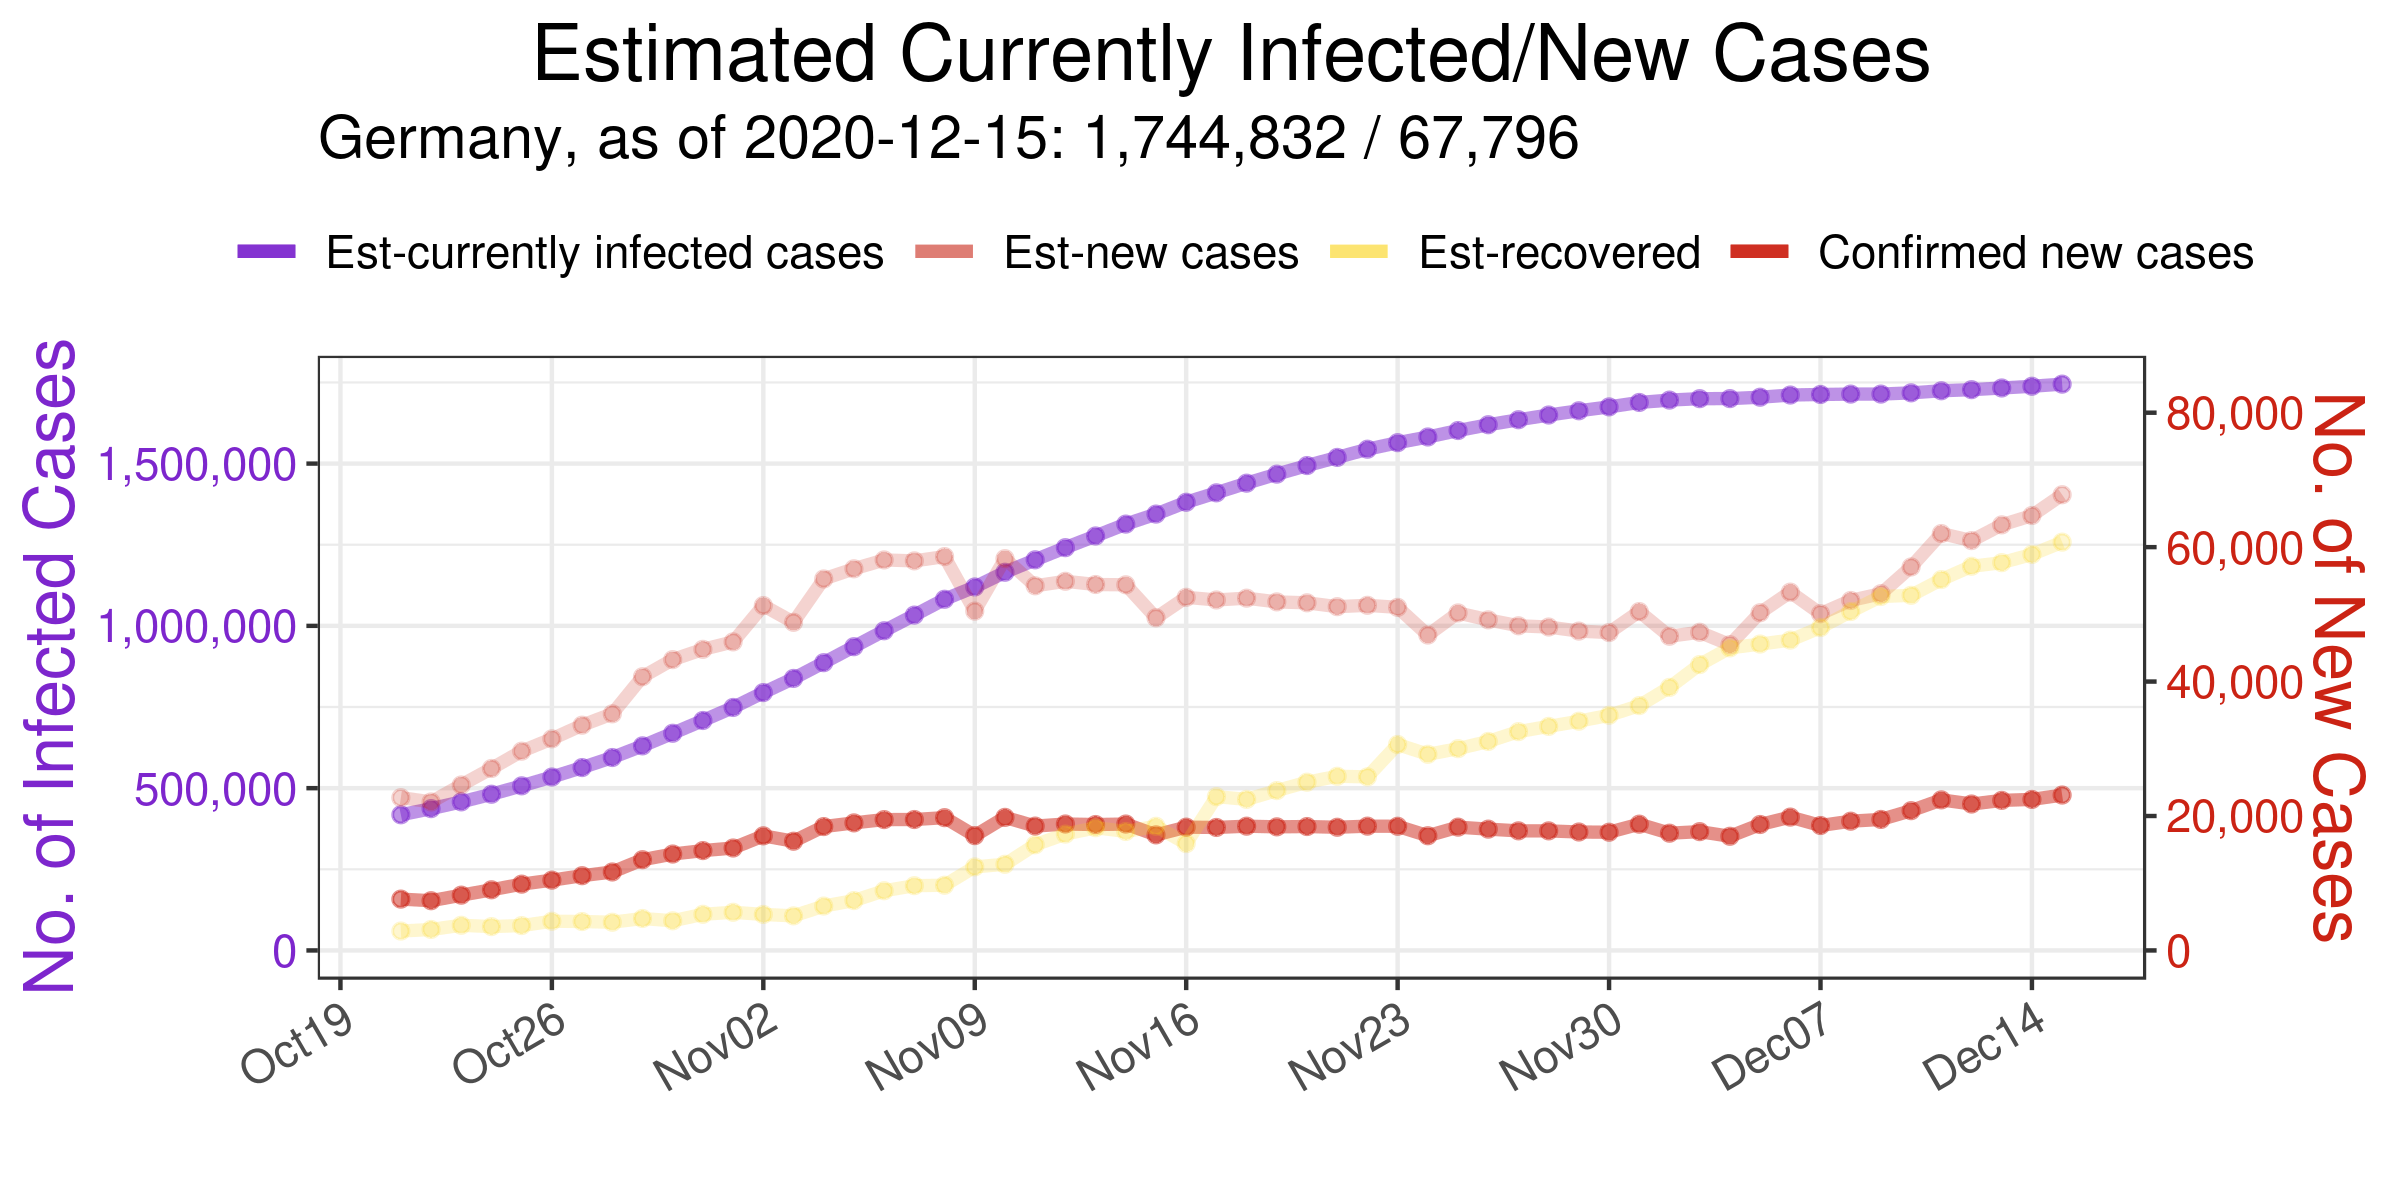 Estimated Currently Infected/New Cases
Germany, as of 2020-12-15: 1,744,832 / 67,796
Est-currently infected cases Est-new cases Est-recovered Confirmed new cases
No. of Infected Cases
1,500,000
1,000,000
500,000
0
80,000
60,000
40,000
20,000
0
No. of New Cases
Oct19 Oct26 Nov02 Nov09 Nov16 Nov23 Nov30 Dec07 Dec14